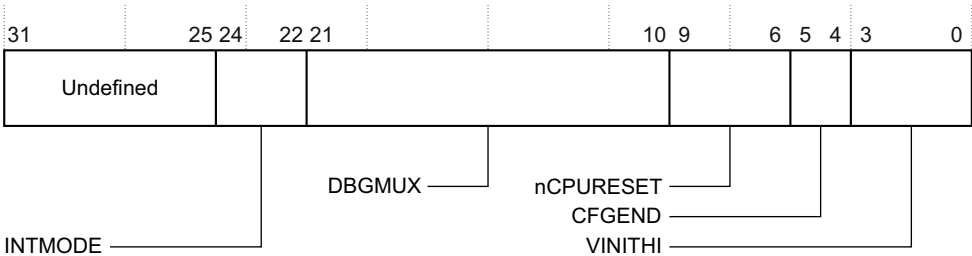 31 25 24 22 21 10 9 6 5 4 3 0
Undefined
DBGMUX nCPURESET
CFGEND
INTMODE VINITHI